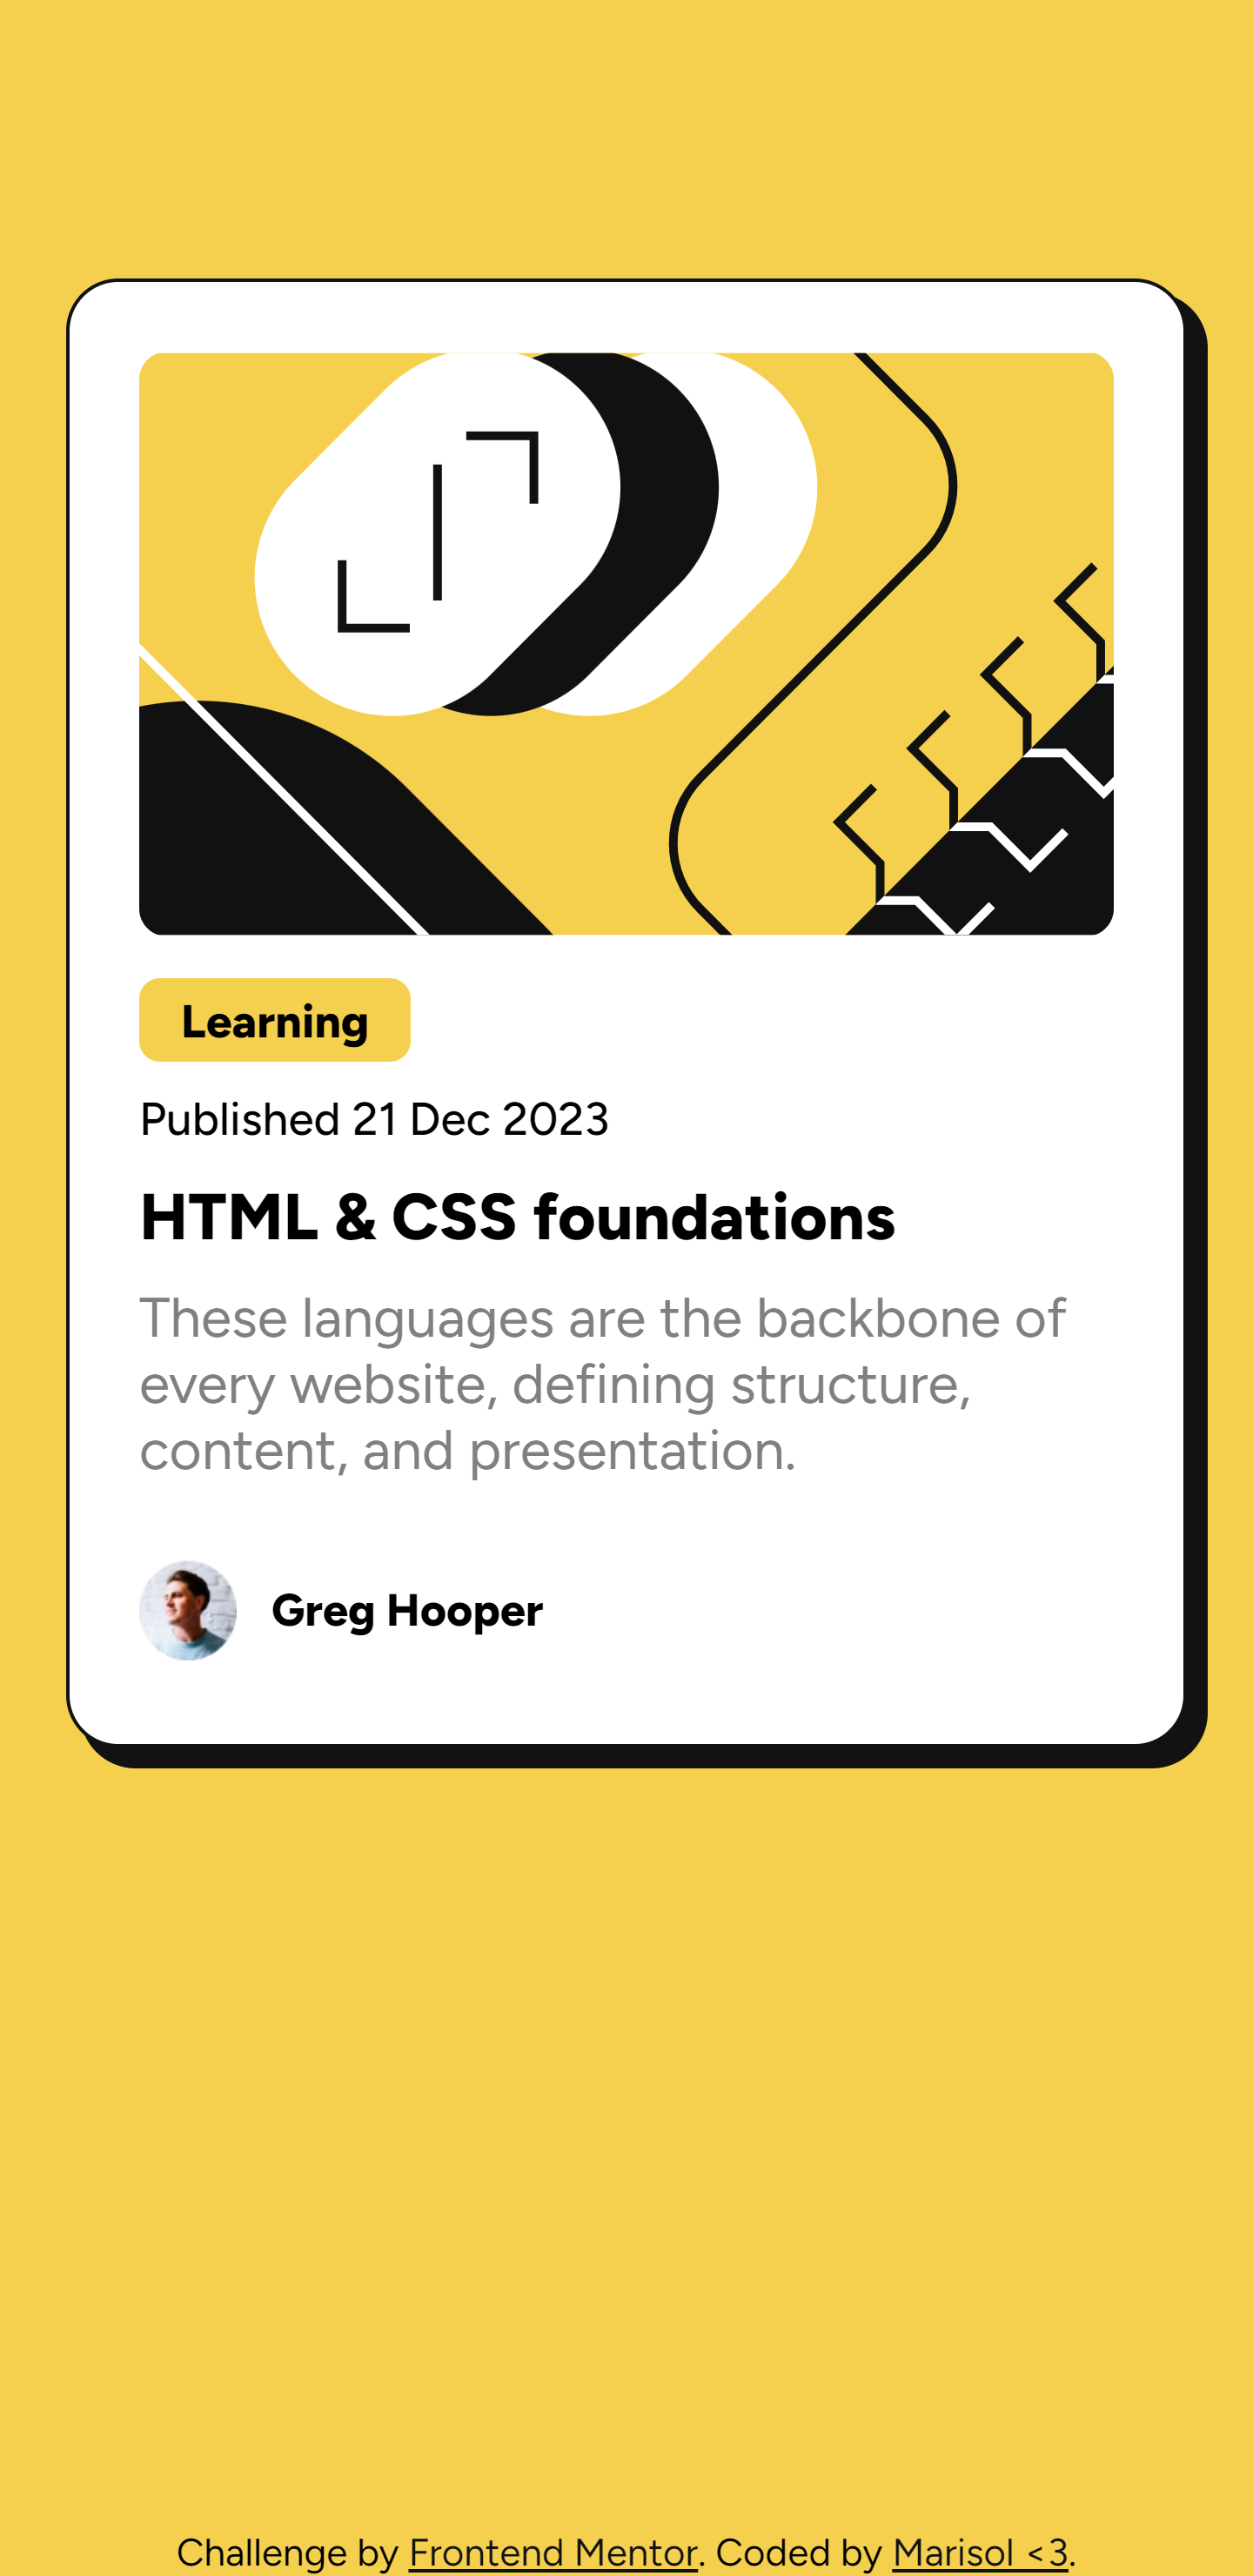 Learning
Published 21 Dec 2023
HTML & CSS foundations
These languages are the backbone of
every website, defining structure,
content, and presentation.
Greg Hooper
Challenge by Frontend Mentor. Coded by Marisol <3.